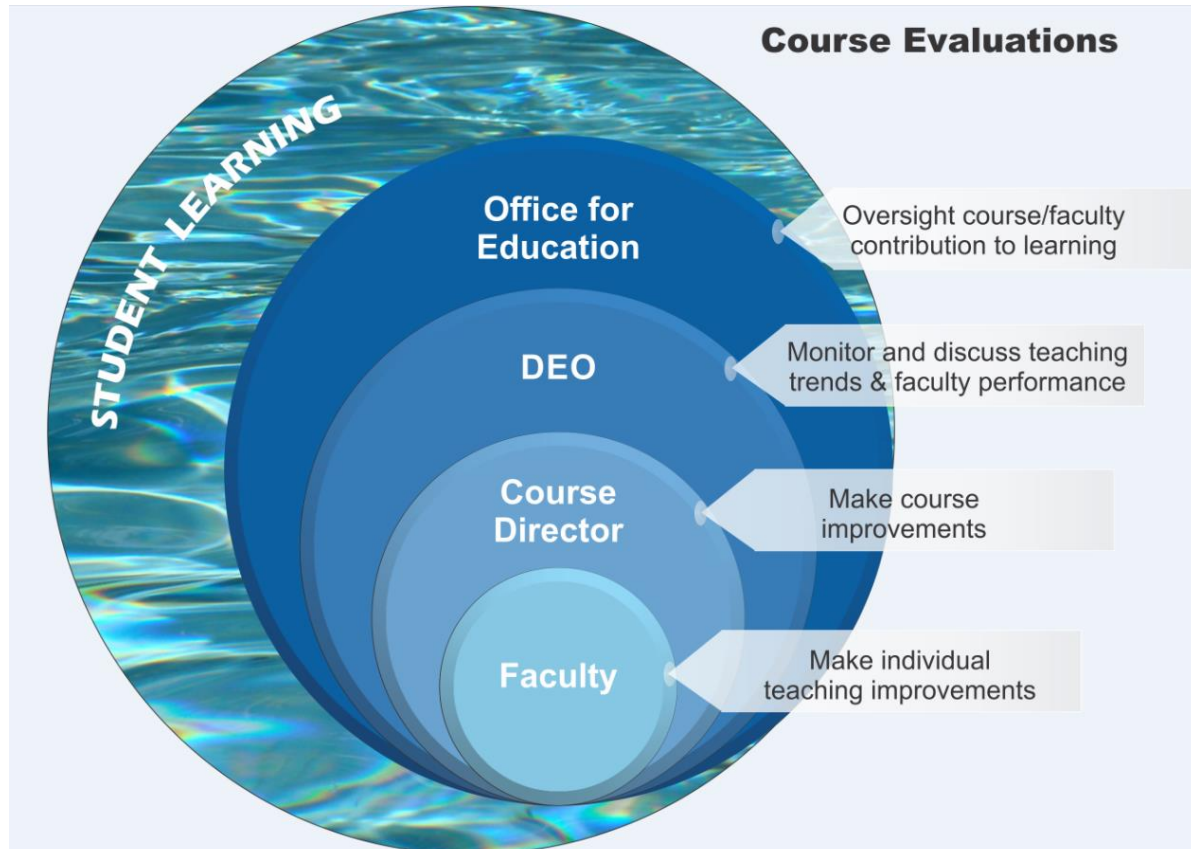 Course Evaluations
STUDENT LEARNING
Office for
Education
Oversight course/faculty
contribution to learning
DEO
Monitor and discuss teaching
trends & faculty performance
Course
Director
Make course
improvements
Faculty
Make individual
teaching improvements